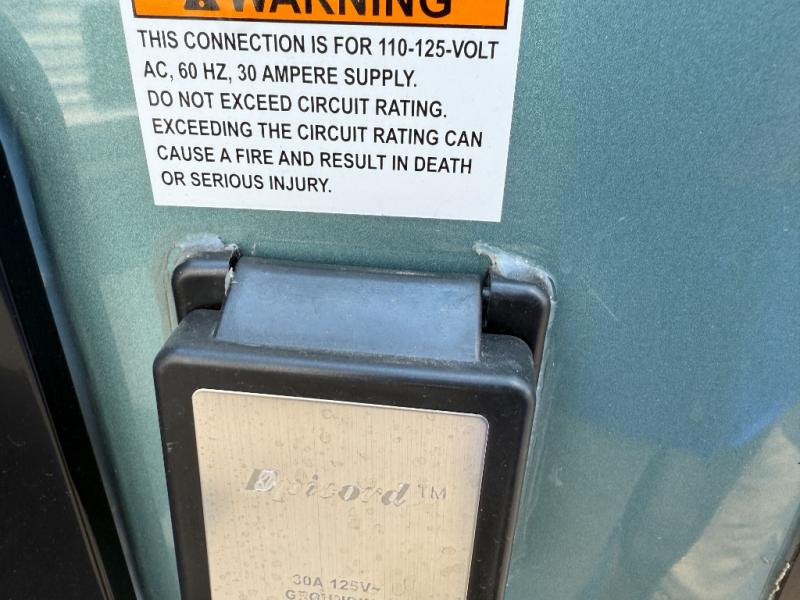 WARNING
THIS CONNECTION IS FOR 110-125-VOLT
AC, 60 HZ, 30 AMPERE SUPPLY.
DO NOT EXCEED CIRCUIT RATING.
EXCEEDING THE CIRCUIT RATING CAN
CAUSE A FIRE AND RESULT IN DEATH
OR SERIOUS INJURY.
Epicord™
30A 125V~